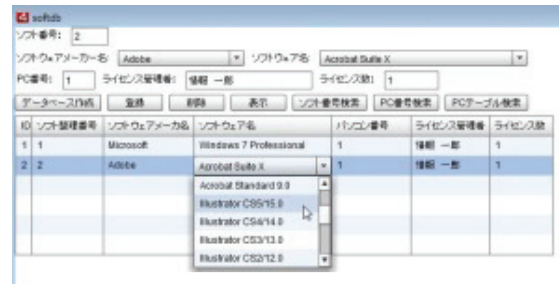 softdb
ソフト番号: 2
ソフトウェアメーカー名 Adobe ソフトウェア名 Acrobat Suite X
PC番号: 1 ライセンス管理者: 情報 一郎 ライセンス数: 1
データベース作成 登録 削除 表示 ソフト番号検索 PC番号検索 PCテーブル検索
ID ソフト整理番号 ソフトウェアメーカ名 ソフトウェア名 パソコン番号 ライセンス管理者 ライセンス数
1 1 Microsoft Windows 7 Professional 1 情報 一郎 1
2 2 Adobe Acrobat Suite X 1 情報 一郎 1
Acrobat Standard 9.0
Illustrator CS5/15.0
Illustrator CS4/14.0
Illustrator CS3/13.0
Illustrator CS2/12.0